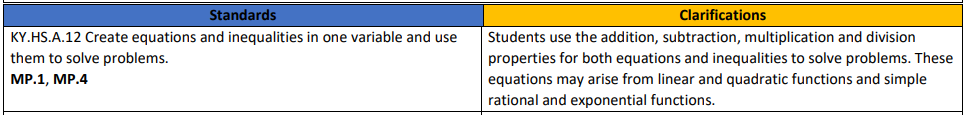 Standards
Clarifications
KY.HS.A.12 Create equations and inequalities in one variable and use
them to solve problems.
MP.1, MP.4
Students use the addition, subtraction, multiplication and division
properties for both equations and inequalities to solve problems. These
equations may arise from linear and quadratic functions and simple
rational and exponential functions.